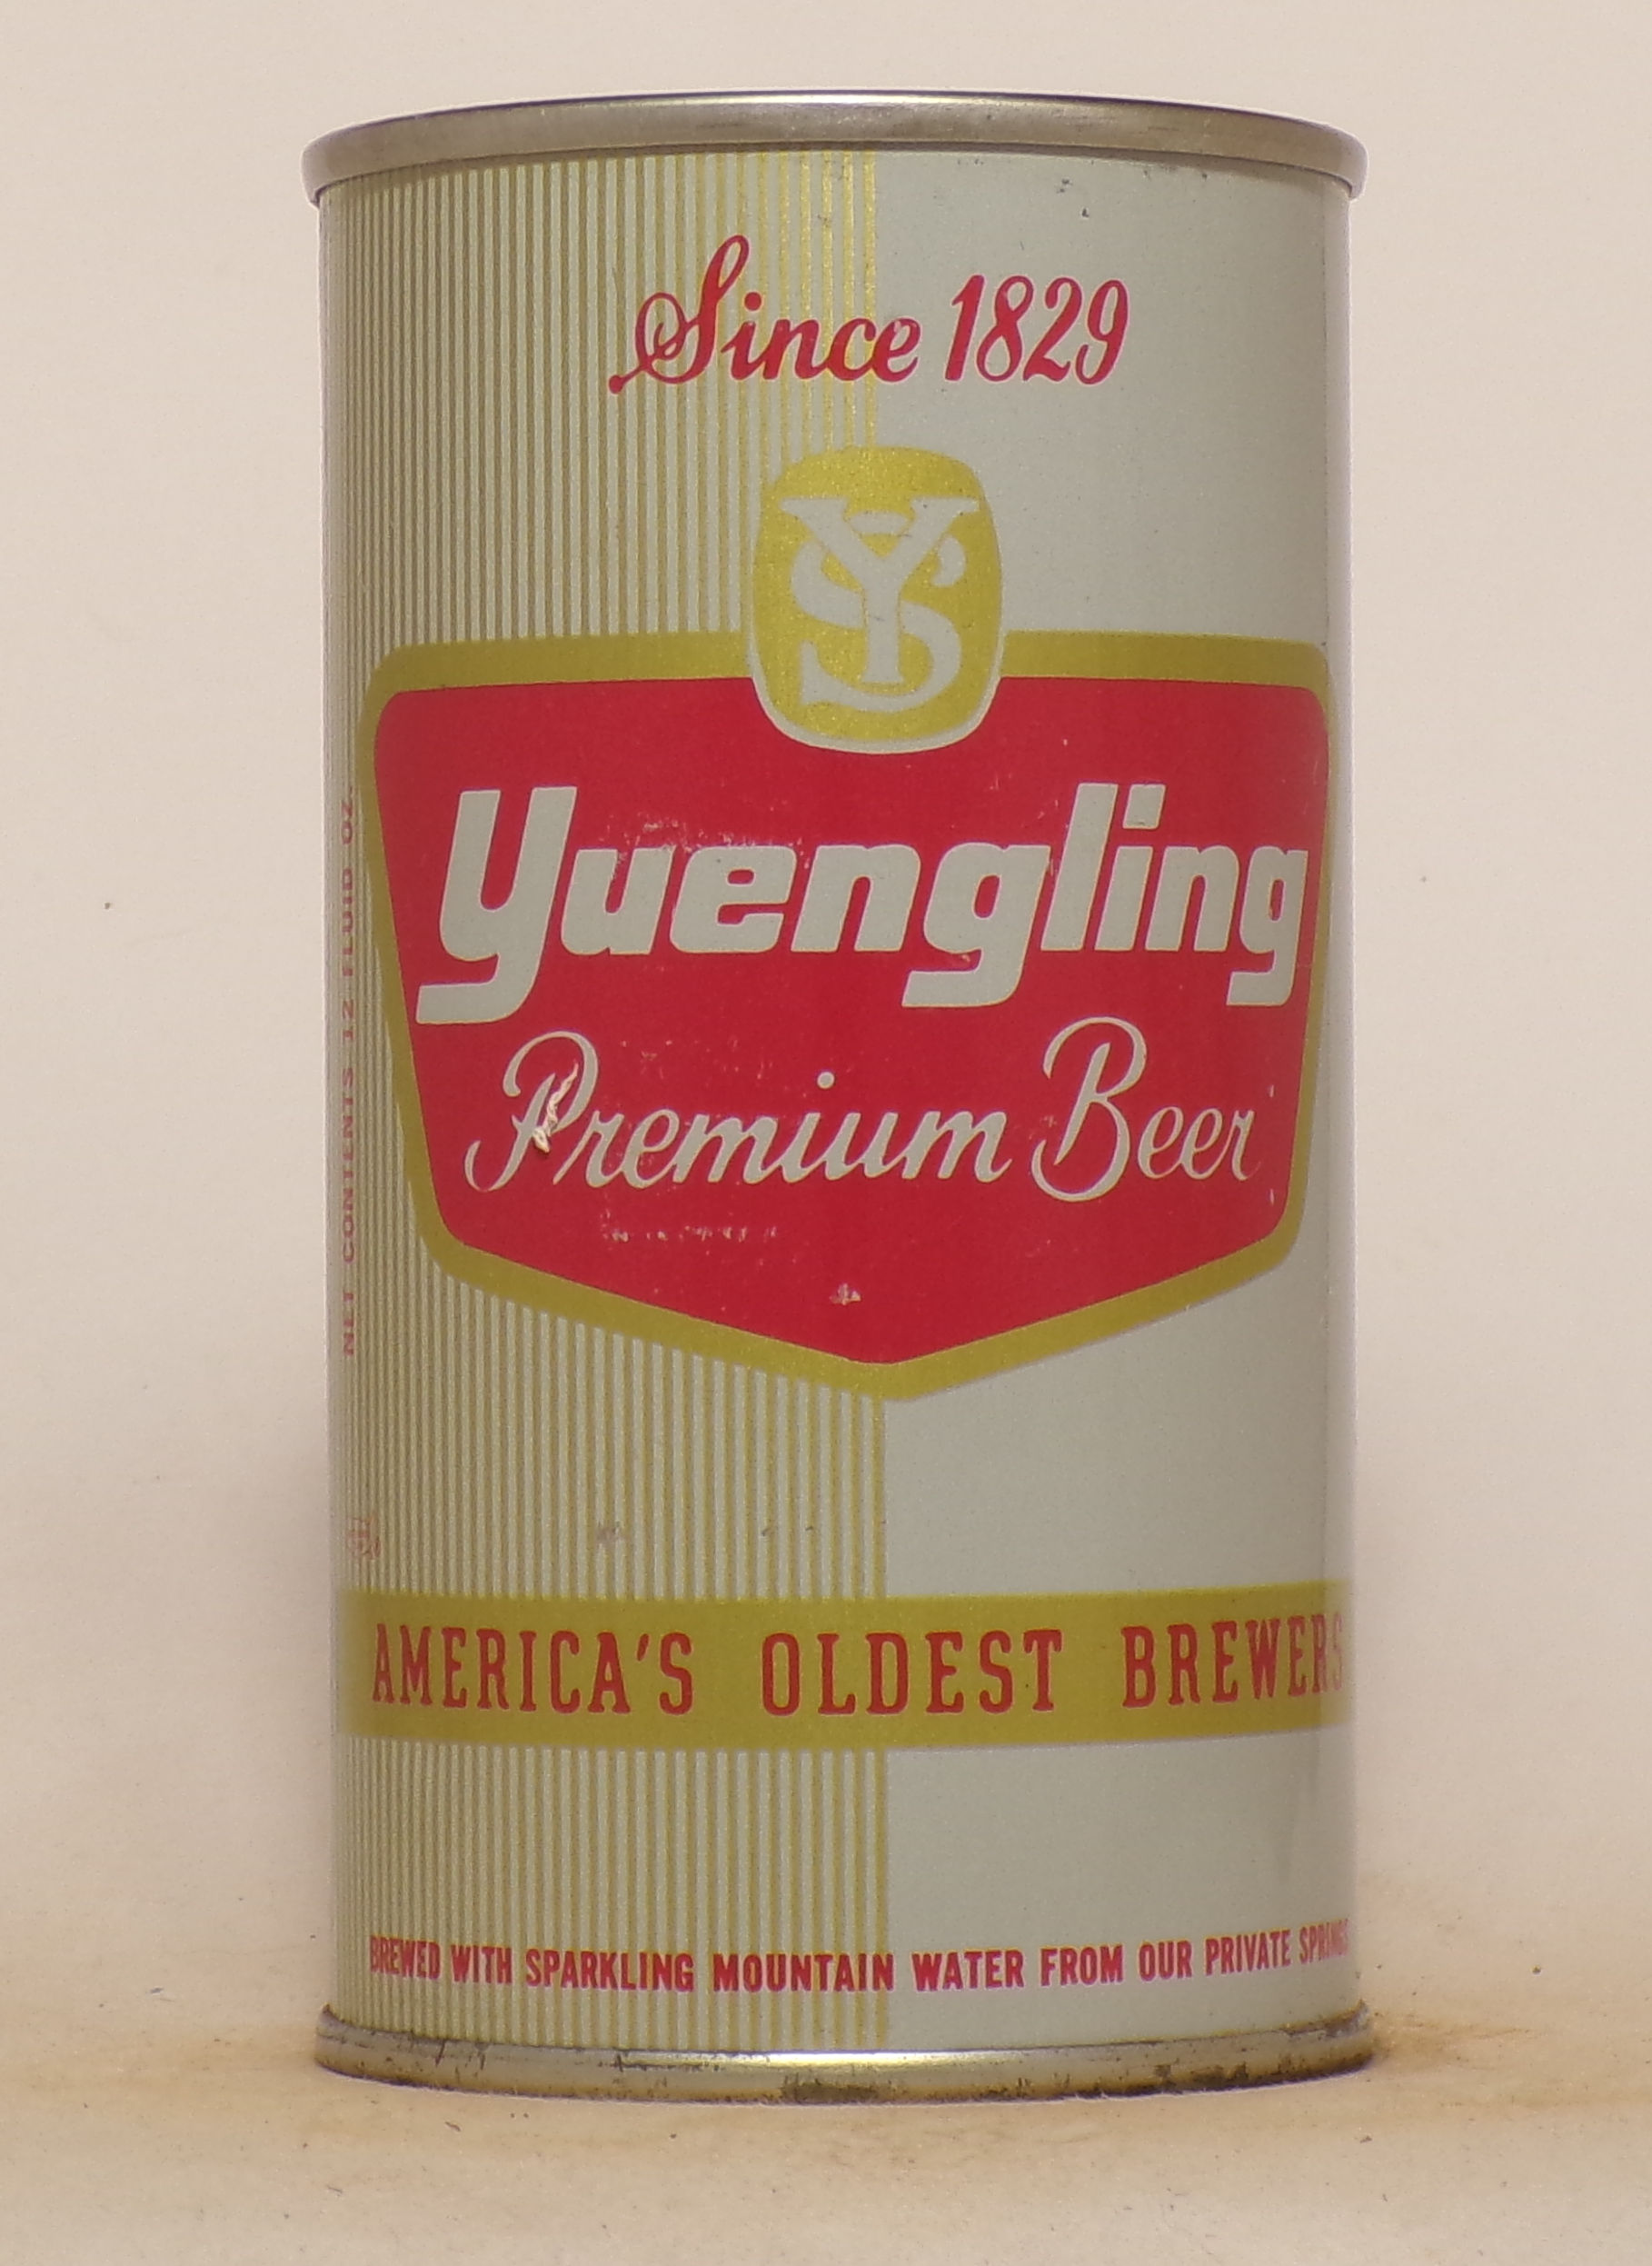 Since 1829
YS
Yuengling
Premium Beer
NET CONTENTS 12 FLUID OZ.
AMERICA'S OLDEST BREWERS
BREWED WITH SPARKLING MOUNTAIN WATER FROM OUR PRIVATE SPRINGS